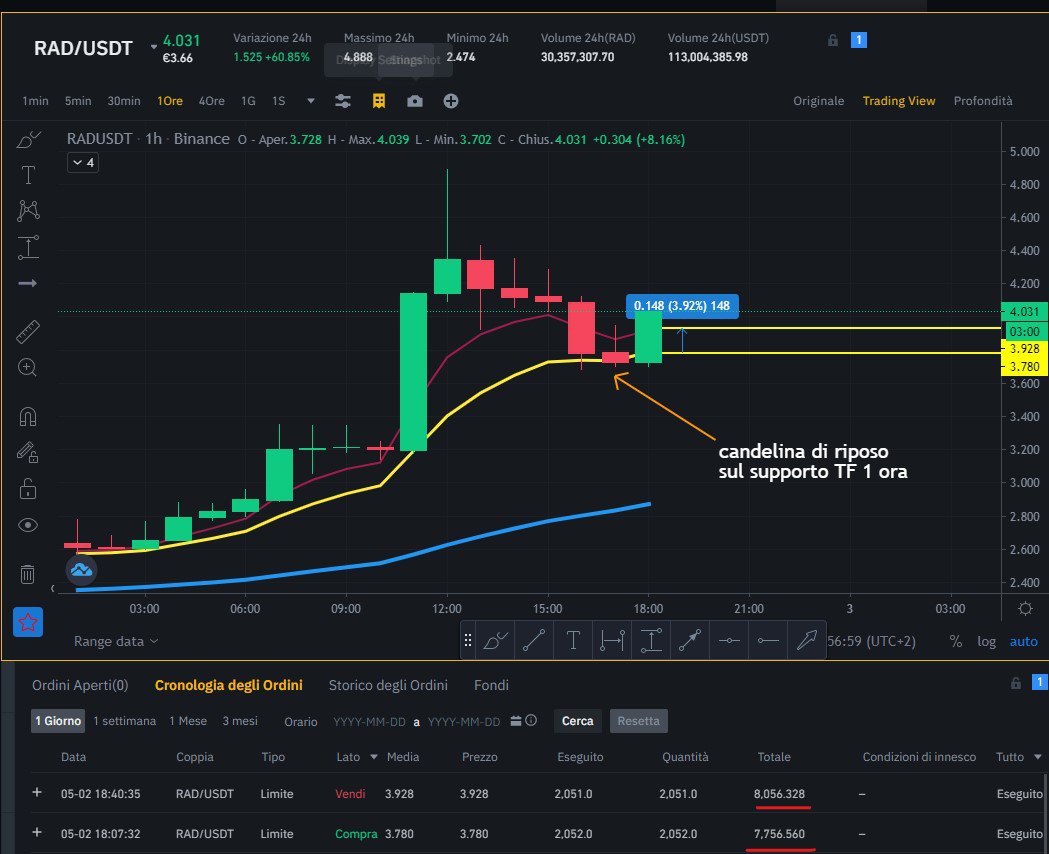 RAD/USDT
4.031
€3.66
Variazione 24h
1.525 +60.85%
Massimo 24h
4.888
Minimo 24h
2.474
Volume 24h(RAD)
30,357,307.70
Volume 24h(USDT)
113,004,385.98
1
1min 5min 30min 1Ore 4Ore 1G 1S
Originale Trading View Profondità
RADUSDT · 1h · Binance O - Aper.3.728 H - Max.4.039 L - Min.3.702 C - Chius.4.031 +0.304 (+8.16%)
4
5.000
4.800
4.600
4.400
4.200
4.031
03:00
3.928
3.780
3.600
3.400
3.200
3.000
2.800
2.600
2.400
0.148 (3.92%) 148
candelina di riposo
sul supporto TF 1 ora
03:00 06:00 09:00 12:00 15:00 18:00 21:00 3 03:00
Range data
56:59 (UTC+2) % log auto
Ordini Aperti(0) Cronologia degli Ordini Storico degli Ordini Fondi
1
1 Giorno 1 settimana 1 Mese 3 mesi Orario YYYY-MM-DD a YYYY-MM-DD Cerca Resetta
Data Coppia Tipo Lato Media Prezzo Eseguito Quantità Totale Condizioni di innesco Tutto
+ 05-02 18:40:35 RAD/USDT Limite Vendi 3.928 3.928 2,051.0 2,051.0 8,056.328 – Eseguito
+ 05-02 18:07:32 RAD/USDT Limite Compra 3.780 3.780 2,052.0 2,052.0 7,756.560 – Eseguito